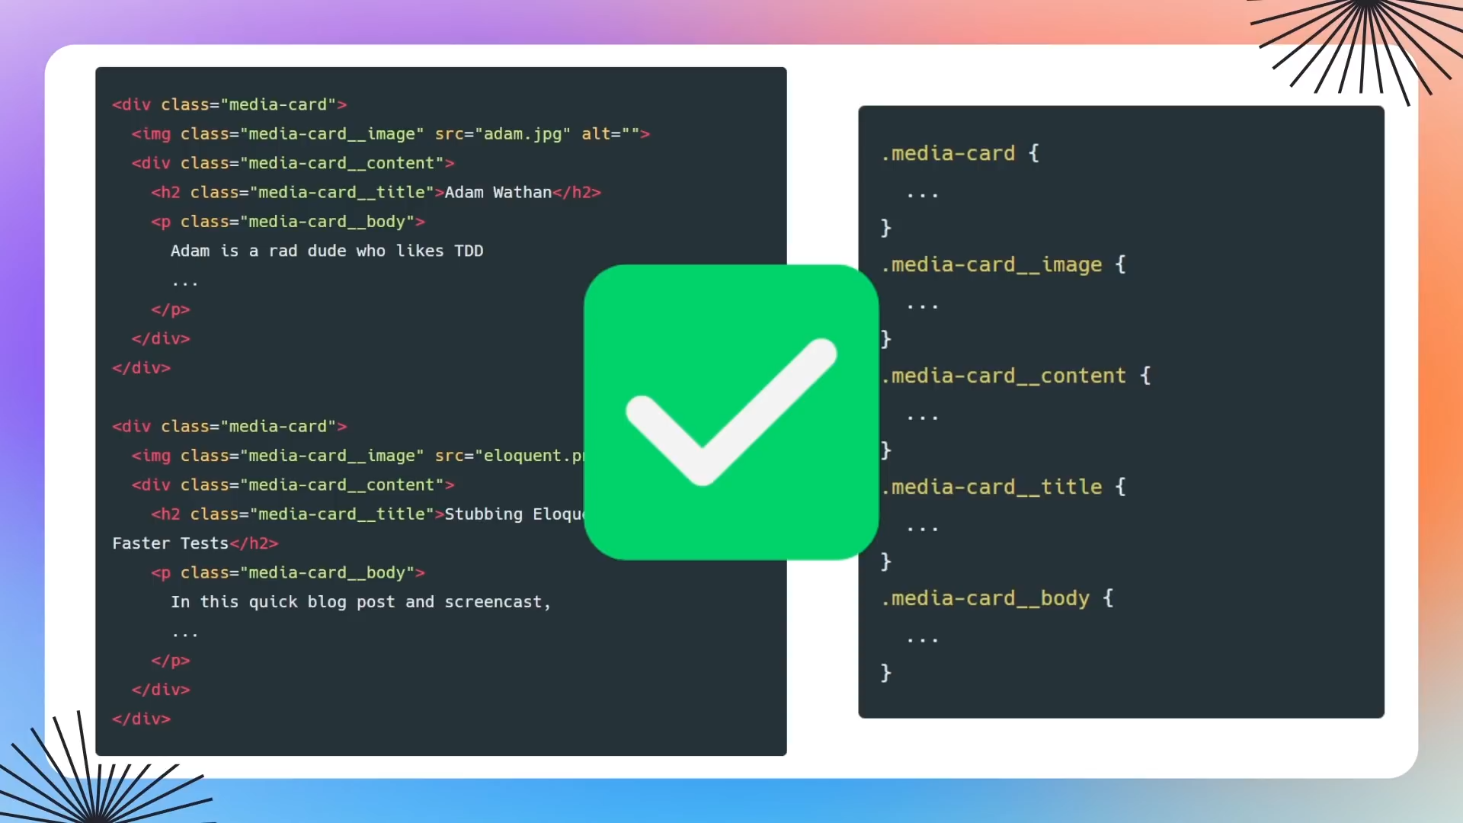 <div class="media-card">
<img class="media-card__image" src="adam.jpg" alt="">
<div class="media-card__content">
<h2 class="media-card__title">Adam Wathan</h2>
<p class="media-card__body">
Adam is a rad dude who likes TDD
...
</p>
</div>
</div>
<div class="media-card">
<img class="media-card__image" src="eloquent.
<div class="media-card__content">
<h2 class="media-card__title">Stubbing
Faster Tests</h2>
<p class="media-card__body">
In this quick blog post and screencast,
...
</p>
</div>
</div>
.media-card {
...
}
.media-card__image {
...
}
.media-card__content {
...
}
.media-card__title {
...
}
.media-card__body {
...
}